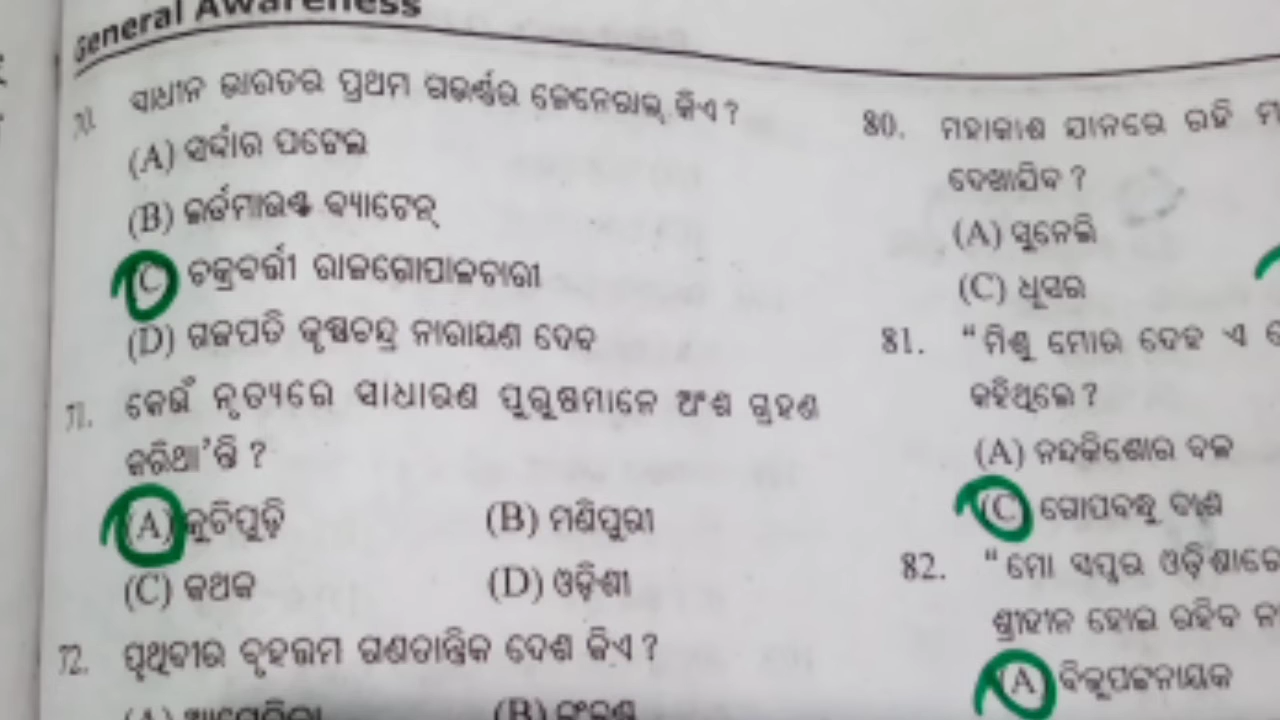 General Awareness
70. ସ୍ୱାଧୀନ ଭାରତର ପ୍ରଥମ ଗଭର୍ଣ୍ଣର ଜେନେରାଲ୍ କିଏ ?
(A) ସର୍ଦ୍ଦାର ପଟେଲ
(B) ଲର୍ଡମାଉଣ୍ଟ ବ୍ୟାଟେନ୍
(C) ଚକ୍ରବର୍ତ୍ତୀ ରାଜଗୋପାଳଚାରୀ
(D) ଗଜପତି କୃଷ୍ଣଚନ୍ଦ୍ର ନାରାୟଣ ଦେବ
71. କେଉଁ ନୃତ୍ୟରେ ସାଧାରଣ ପୁରୁଷମାନେ ଅଂଶ ଗ୍ରହଣ
କରିଥା'ନ୍ତି ?
(A) କୁଚିପୁଡ଼ି (B) ମଣିପୁରୀ
(C) କଥକ (D) ଓଡ଼ିଶୀ
72. ପୃଥିବୀର ବୃହତ୍ତମ ଗଣତାନ୍ତ୍ରିକ ଦେଶ କିଏ ?
(A) ଆମେରିକା (B) ଇଂଲଣ୍ଡ
80. ମହାକାଶ ଯାନରେ ରହି
ଦେଖାଯିବ ?
(A) ସୁନେଲି
(C) ଧୂସର
81. "ମିଶୁ ମୋର ଦେହ ଏ
କହିଥିଲେ ?
(A) ନନ୍ଦକିଶୋର ବଳ
(C) ଗୋପବନ୍ଧୁ ଦାଶ
82. "ମୋ ସ୍ୱପ୍ନର ଓଡ଼ିଶାରେ
ଶ୍ରୀହୀନ ହୋଇ ରହିବ
(A) ବିଜୁପଟ୍ଟନାୟକ